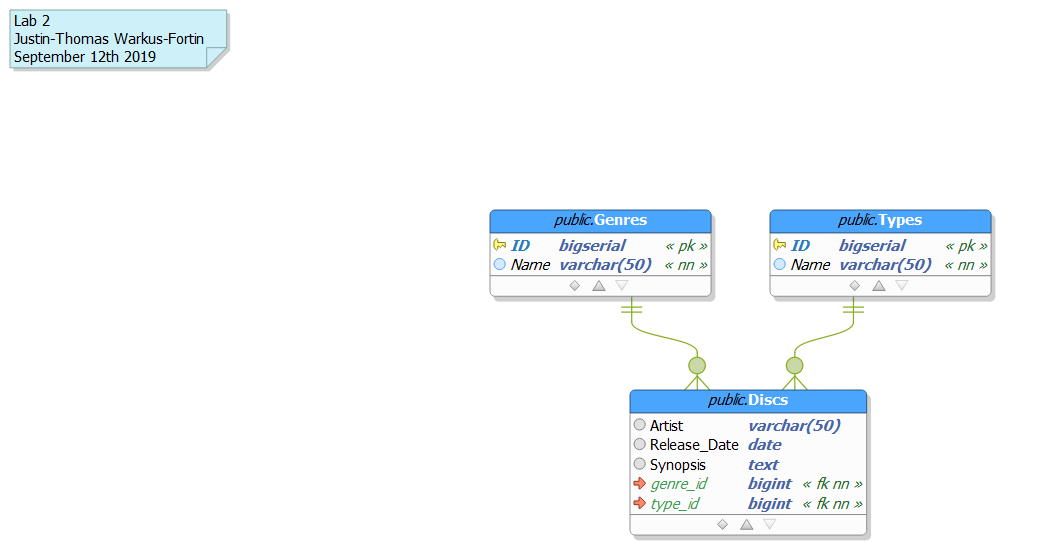 Lab 2
Justin-Thomas Warkus-Fortin
September 12th 2019
public.Genres
ID bigserial « pk »
Name varchar(50) « nn »
public.Types
ID bigserial « pk »
Name varchar(50) « nn »
public.Discs
Artist varchar(50)
Release_Date date
Synopsis text
genre_id bigint « fk nn »
type_id bigint « fk nn »